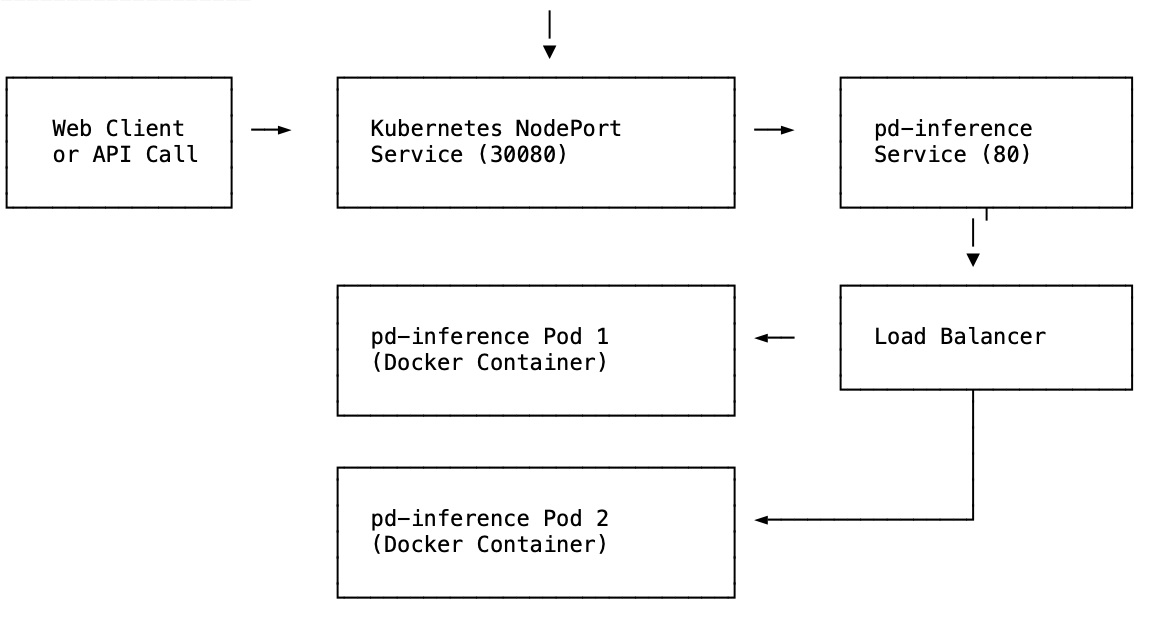 Web Client
or API Call
Kubernetes NodePort
Service (30080)
pd-inference
Service (80)
pd-inference Pod 1
(Docker Container)
Load Balancer
pd-inference Pod 2
(Docker Container)